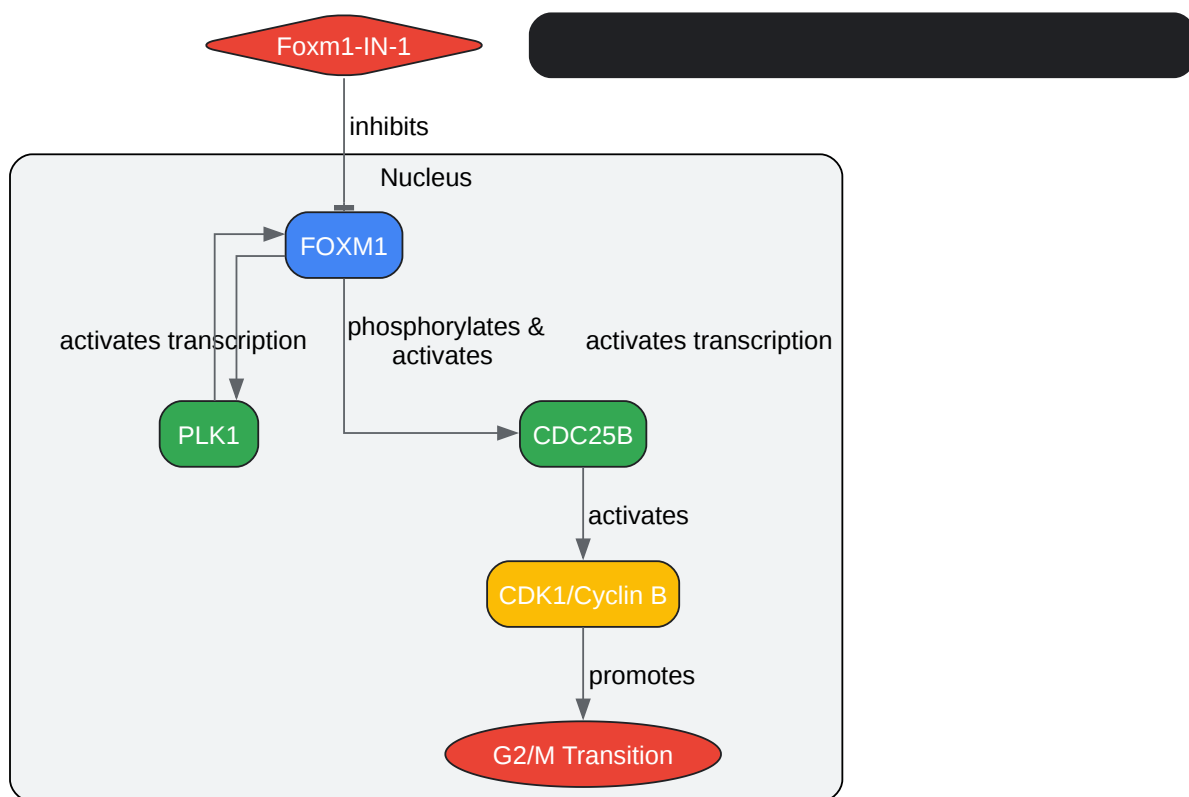 Foxm1-IN-1
inhibits
Nucleus
FOXM1
activates transcription
phosphorylates &
activates
activates transcription
PLK1
CDC25B
activates
CDK1/Cyclin B
promotes
G2/M Transition